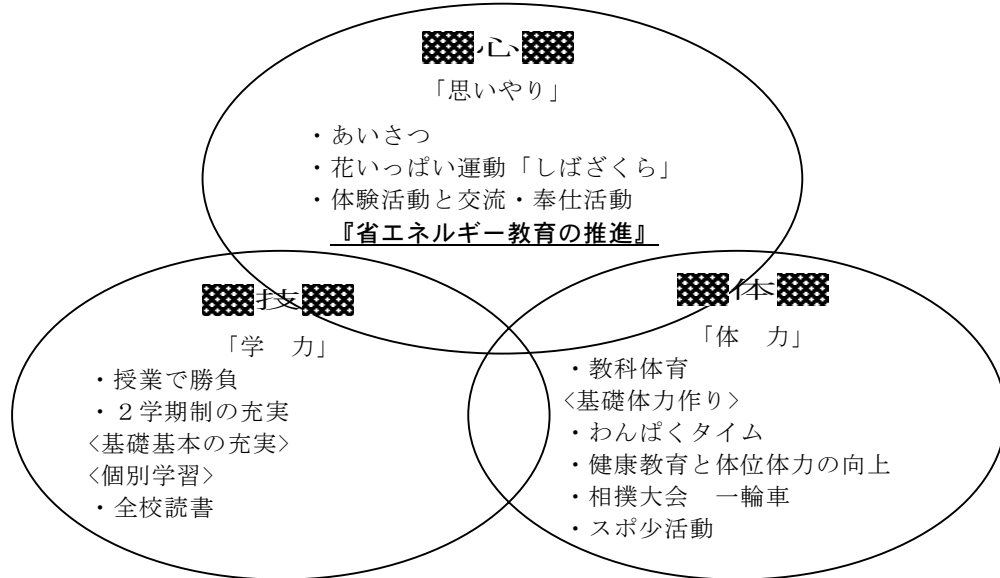 心
「思いやり」
・あいさつ
・花いっぱい運動「しばざくら」
・体験活動と交流・奉仕活動
『省エネルギー教育の推進』
技
「学　力」
・授業で勝負
・２学期制の充実
<基礎基本の充実>
<個別学習>
・全校読書
体
「体　力」
・教科体育
<基礎体力作り>
・わんぱくタイム
・健康教育と体位体力の向上
・相撲大会　一輪車
・スポ少活動